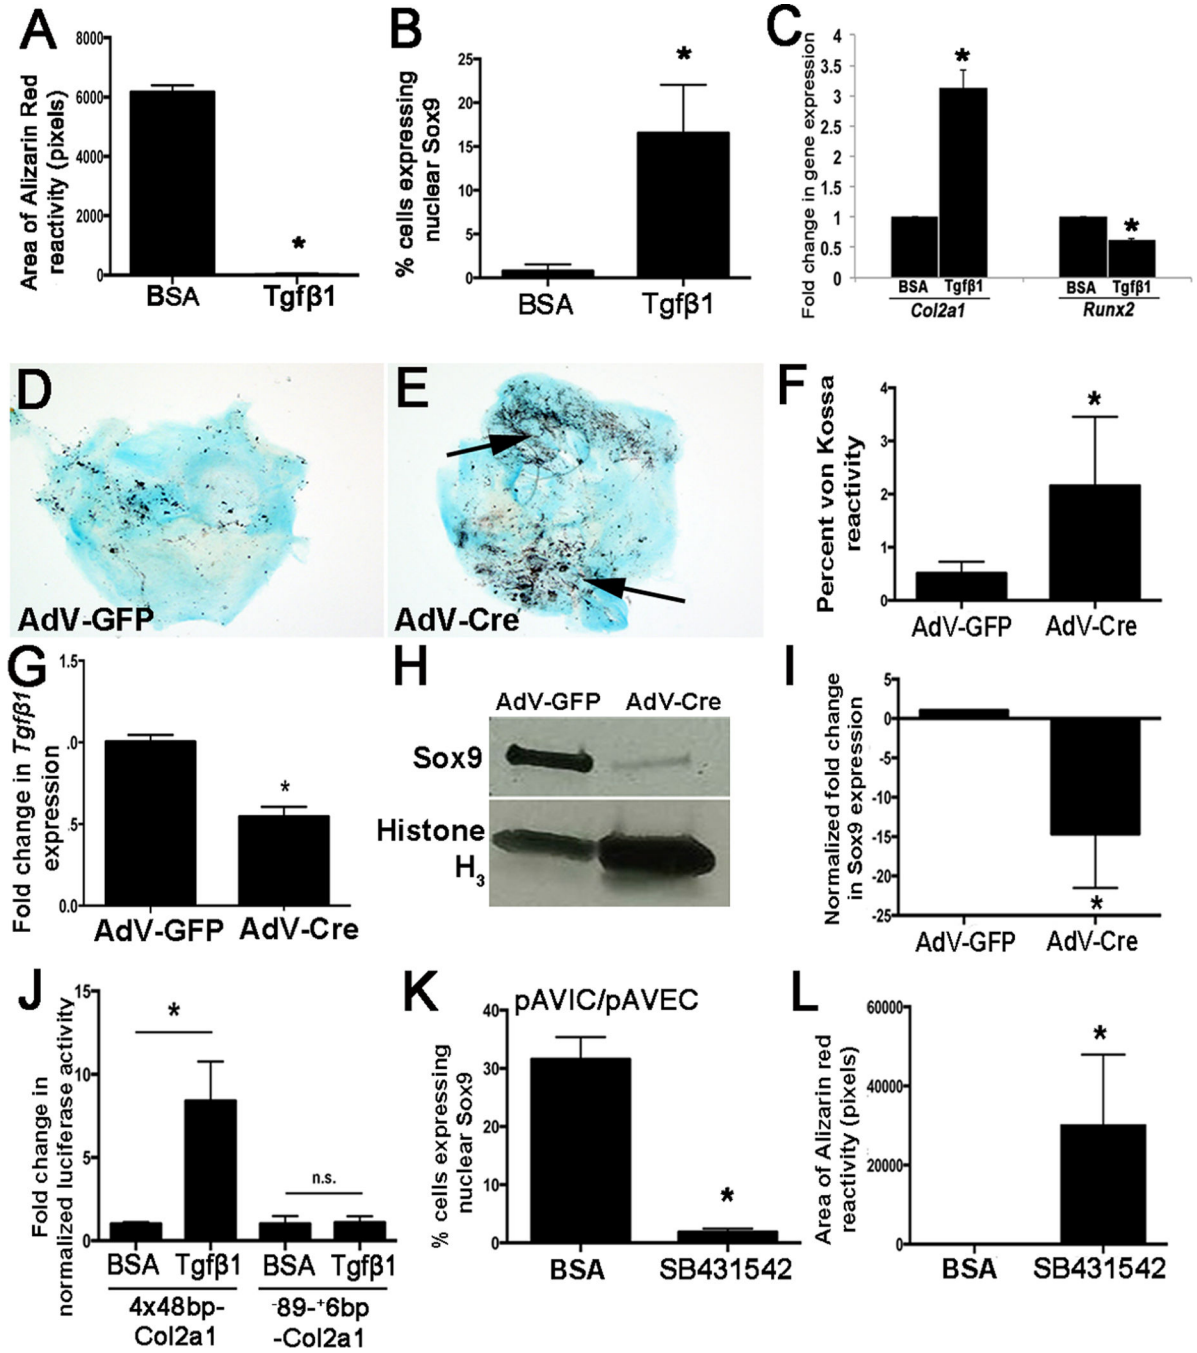 A
Area of Alizarin Red
reactivity (pixels)
8000
6000
4000
2000
0
*
BSA
Tgfβ1
B
% cells expressing
nuclear Sox9
25
20
15
10
5
0
*
BSA
Tgfβ1
C
Fold change in gene expression
4
3.5
3
2.5
2
1.5
1
0.5
0
*
*
BSA Tgfβ1
BSA Tgfβ1
Col2a1
Runx2
D
AdV-GFP
E
AdV-Cre
F
Percent von Kossa
reactivity
4
3
2
1
0
*
AdV-GFP
AdV-Cre
G
Fold change in Tgfβ1
expression
1.5
.0
.5
0.0
*
AdV-GFP
AdV-Cre
H
AdV-GFP AdV-Cre
Sox9
Histone
H3
I
Normalized fold change
in Sox9 expression
5
0
-5
-10
-15
-20
-25
*
AdV-GFP
AdV-Cre
J
Fold change in
normalized luciferase activity
15
10
5
0
*
n.s.
BSA Tgfβ1 BSA Tgfβ1
4x48bp-
Col2a1
-89-+6bp
-Col2a1
K
pAVIC/pAVEC
% cells expressing
nuclear Sox9
40
30
20
10
0
*
BSA
SB431542
L
Area of Alizarin red
reactivity (pixels)
60000
40000
20000
0
*
BSA
SB431542